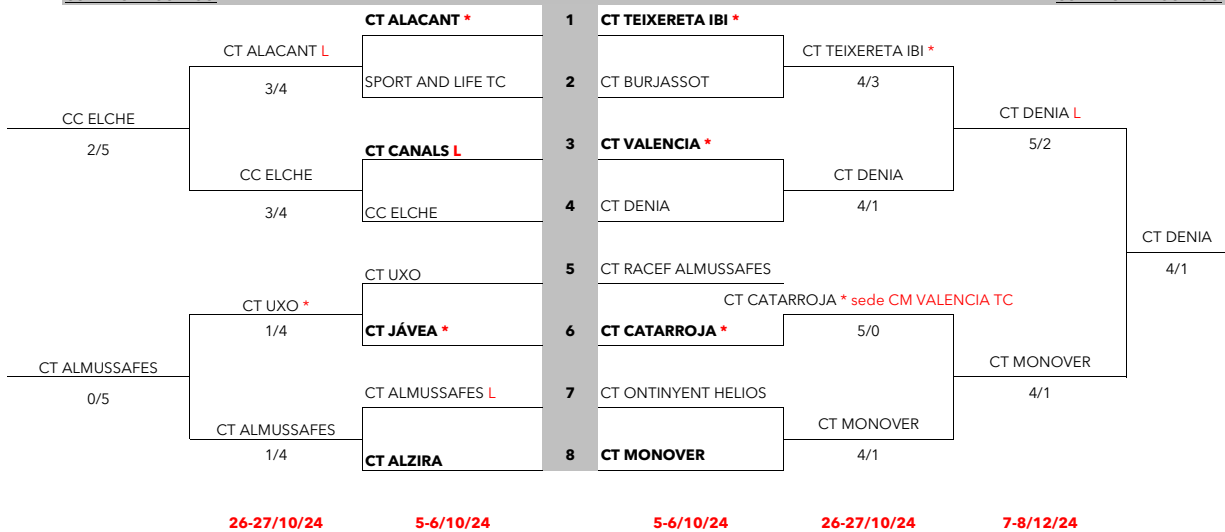 CT ALACANT * 1 CT TEIXERETA IBI *
CT ALACANT L CT TEIXERETA IBI *
3/4 SPORT AND LIFE TC 2 CT BURJASSOT 4/3
CC ELCHE CT DENIA L
2/5 CT CANALS L 3 CT VALENCIA * 5/2
CC ELCHE CT DENIA
3/4 CC ELCHE 4 CT DENIA 4/1
CT DENIA
CT UXO 5 CT RACEF ALMUSSAFES 4/1
CT UXO * CT CATARROJA * sede CM VALENCIA TC
1/4 CT JÁVEA * 6 CT CATARROJA * 5/0
CT ALMUSSAFES CT MONOVER
0/5 CT ALMUSSAFES L 7 CT ONTINYENT HELIOS 4/1
CT ALMUSSAFES CT MONOVER
1/4 CT ALZIRA 8 CT MONOVER 4/1
26-27/10/24 5-6/10/24 5-6/10/24 26-27/10/24 7-8/12/24